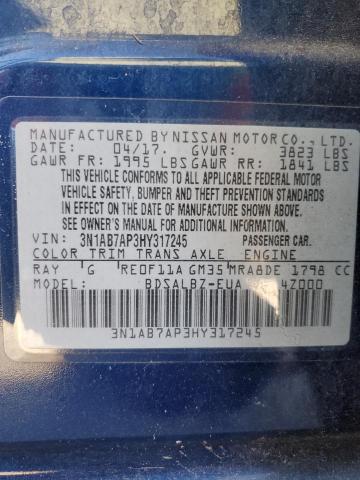 MANUFACTURED BY NISSAN MOTOR CO., LTD.
DATE: 04/17. GVWR: 3823 LBS
GAWR FR: 1995 LBS GAWR RR: 1841 LBS
THIS VEHICLE CONFORMS TO ALL APPLICABLE FEDERAL MOTOR
VEHICLE SAFETY, BUMPER AND THEFT PREVENTION STANDARDS
IN EFFECT ON THE DATE OF MANUFACTURE SHOWN ABOVE.
SEE OWNER'S MANUAL FOR FURTHER INFORMATION.
VIN: 3N1AB7AP3HY317245 PASSENGER CAR.
COLOR TRIM TRANS AXLE ENGINE
RAY G RE0F11A GM35 MRA8DE 1798 CC
MODEL: BDSALBZ-EUA 4Z000
3N1AB7AP3HY317245